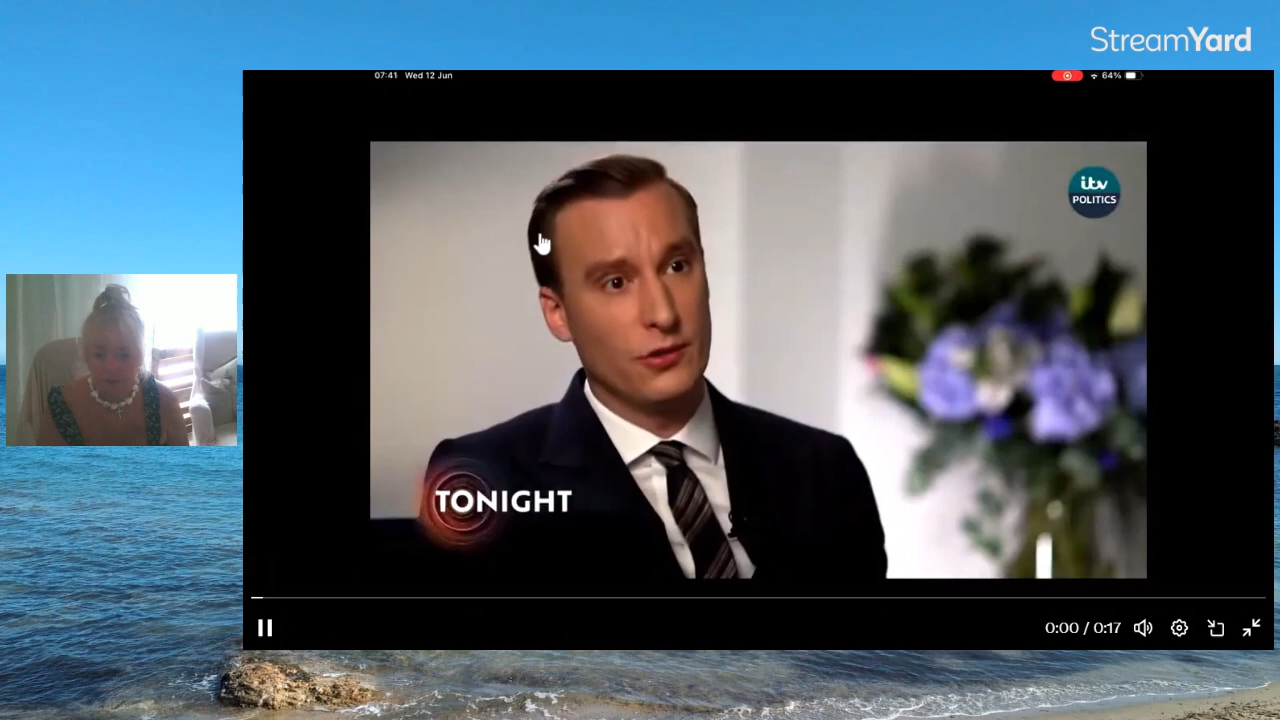 StreamYard
07:41 Wed 12 Jun
64%
itv
POLITICS
TONIGHT
0:00 / 0:17